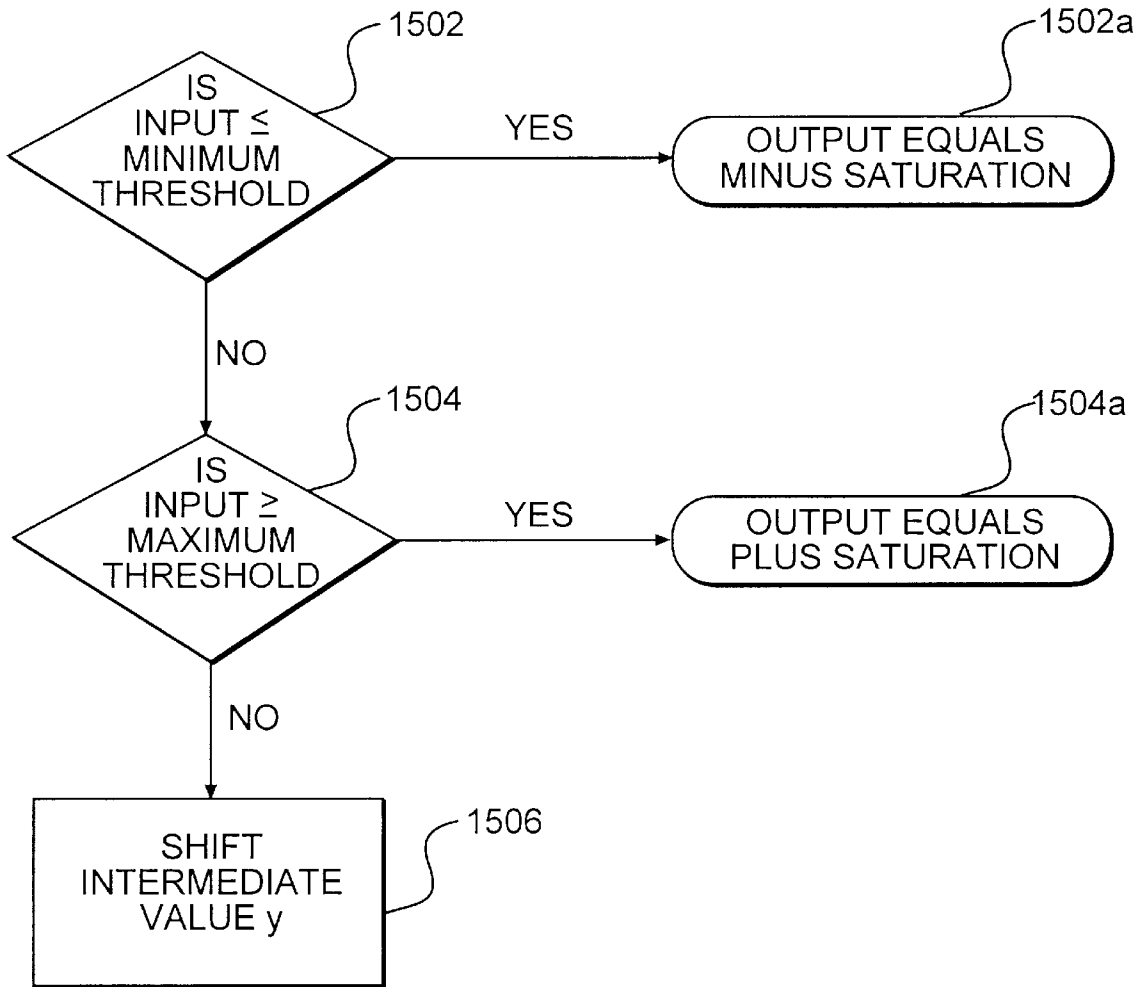 1502
IS
INPUT ≤
MINIMUM
THRESHOLD
YES
1502a
OUTPUT EQUALS
MINUS SATURATION
NO
1504
IS
INPUT ≥
MAXIMUM
THRESHOLD
YES
1504a
OUTPUT EQUALS
PLUS SATURATION
NO
1506
SHIFT
INTERMEDIATE
VALUE y